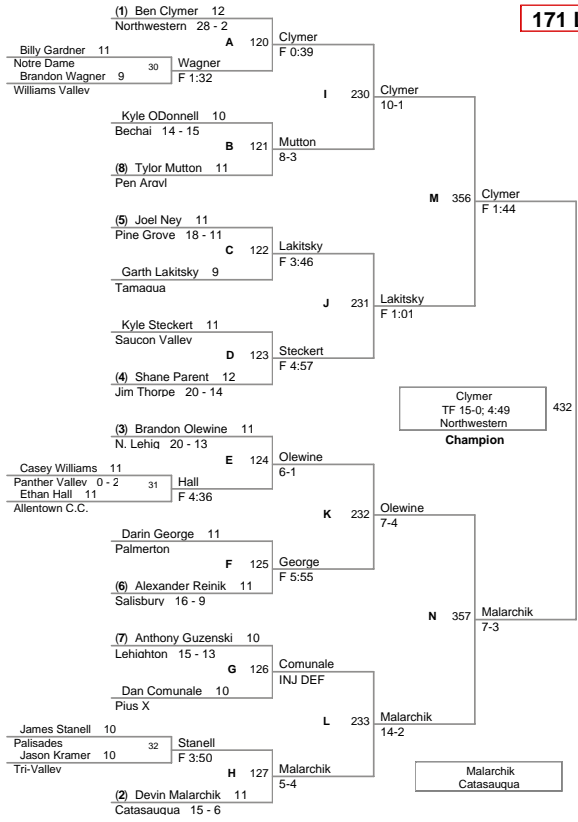 171 L
(1) Ben Clymer 12
Northwestern 28 - 2
A 120
Clymer
F 0:39
Billy Gardner 11
Notre Dame
30
Wagner
F 1:32
Brandon Wagner 9
Williams Valley
I 230
Clymer
10-1
Kyle ODonnell 10
Bechai 14 - 15
B 121
Mutton
8-3
(8) Tylor Mutton 11
Pen Argyl
M 356
Clymer
F 1:44
(5) Joel Ney 11
Pine Grove 18 - 11
C 122
Lakitsky
F 3:46
Garth Lakitsky 9
Tamaqua
J 231
Lakitsky
F 1:01
Kyle Steckert 11
Saucon Valley
D 123
Steckert
F 4:57
(4) Shane Parent 12
Jim Thorpe 20 - 14
Clymer
TF 15-0; 4:49
Northwestern
432
Champion
(3) Brandon Olewine 11
N. Lehig 20 - 13
E 124
Olewine
6-1
Casey Williams 11
Panther Valley 0 - 2
31
Hall
F 4:36
Ethan Hall 11
Allentown C.C.
K 232
Olewine
7-4
Darin George 11
Palmerton
F 125
George
F 5:55
(6) Alexander Reinik 11
Salisbury 16 - 9
N 357
Malarchik
7-3
(7) Anthony Guzenski 10
Lehighton 15 - 13
G 126
Comunale
INJ DEF
Dan Comunale 10
Pius X
L 233
Malarchik
14-2
James Stanell 10
Palisades
32
Stanell
F 3:50
Jason Kramer 10
Tri-Valley
H 127
Malarchik
5-4
(2) Devin Malarchik 11
Catasauqua 15 - 6
Malarchik
Catasauqua